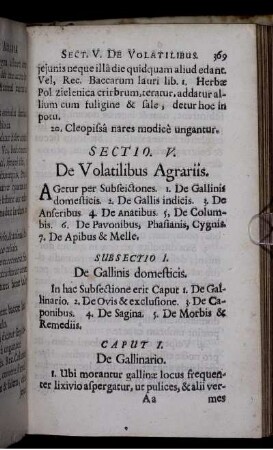 SECT. V. DE VOLATILIBUS. 369
jejunis neque illâ die quidquam aliud edant.
Vel, Rec. Baccarum lauri lib. 1. Herbæ
Pol. zielenica cribrum, teratur, addatur al-
lium cum fuligine & sale, detur hoc in
potu.
20. Cleopissâ nares modicè ungantur.
SECTIO. V.
De Volatilibus Agrariis.
AGetur per Subsectiones. 1. De Gallinis
domesticis. 2. De Gallis indicis. 3. De
Anseribus 4. De Anatibus. 5, De Colum-
bis. 6. De Pavonibus, Phasianis, Cygnis.
7. De Apibus & Melle.
SUBSECTIO I.
De Gallinis domesticis.
In hac Subsectione erit Caput 1. De Gal-
linario. 2. De Ovis & exclusione. 3 De Ca-
ponibus. 4. De Sagina. 5. De Morbis &
Remediis.
CAPUT I.
De Gallinario.
1. Ubi morantur gallinæ locus frequen-
ter lixivio aspergatur, ut pulices, & alii ver-
Aa mes